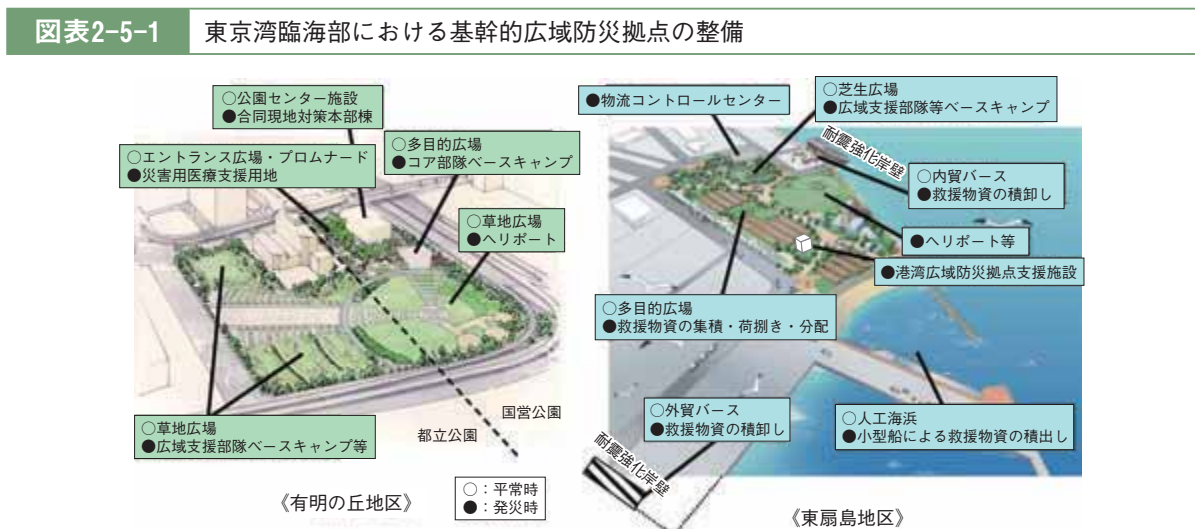 図表2-5-1 東京湾臨海部における基幹的広域防災拠点の整備
○公園センター施設
●合同現地対策本部棟
○エントランス広場・プロムナード
●災害用医療支援用地
○多目的広場
●コア部隊ベースキャンプ
○草地広場
●ヘリポート
○草地広場
●広域支援部隊ベースキャンプ等
国営公園
都立公園
《有明の丘地区》
○：平常時
●：発災時
●物流コントロールセンター
○芝生広場
●広域支援部隊等ベースキャンプ
耐震強化岸壁
○内貿バース
●救援物資の積卸し
●ヘリポート等
●港湾広域防災拠点支援施設
○多目的広場
●救援物資の集積・荷捌き・分配
○外貿バース
●救援物資の積卸し
耐震強化岸壁
○人工海浜
●小型船による救援物資の積出し
《東扇島地区》